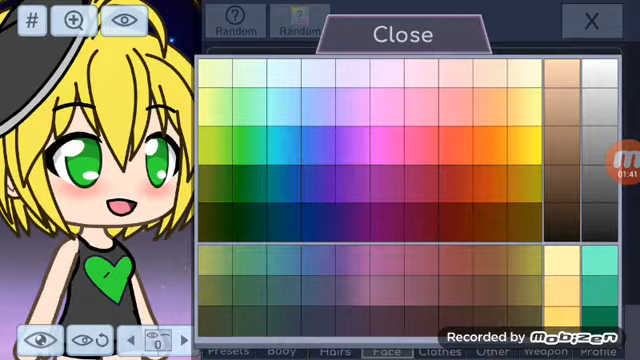 #
?
Random
?
Random
X
Close
M
01:41
0
Recorded by MOBIZEN
Presets Body Hairs Face Clothes Other Weapon Profile